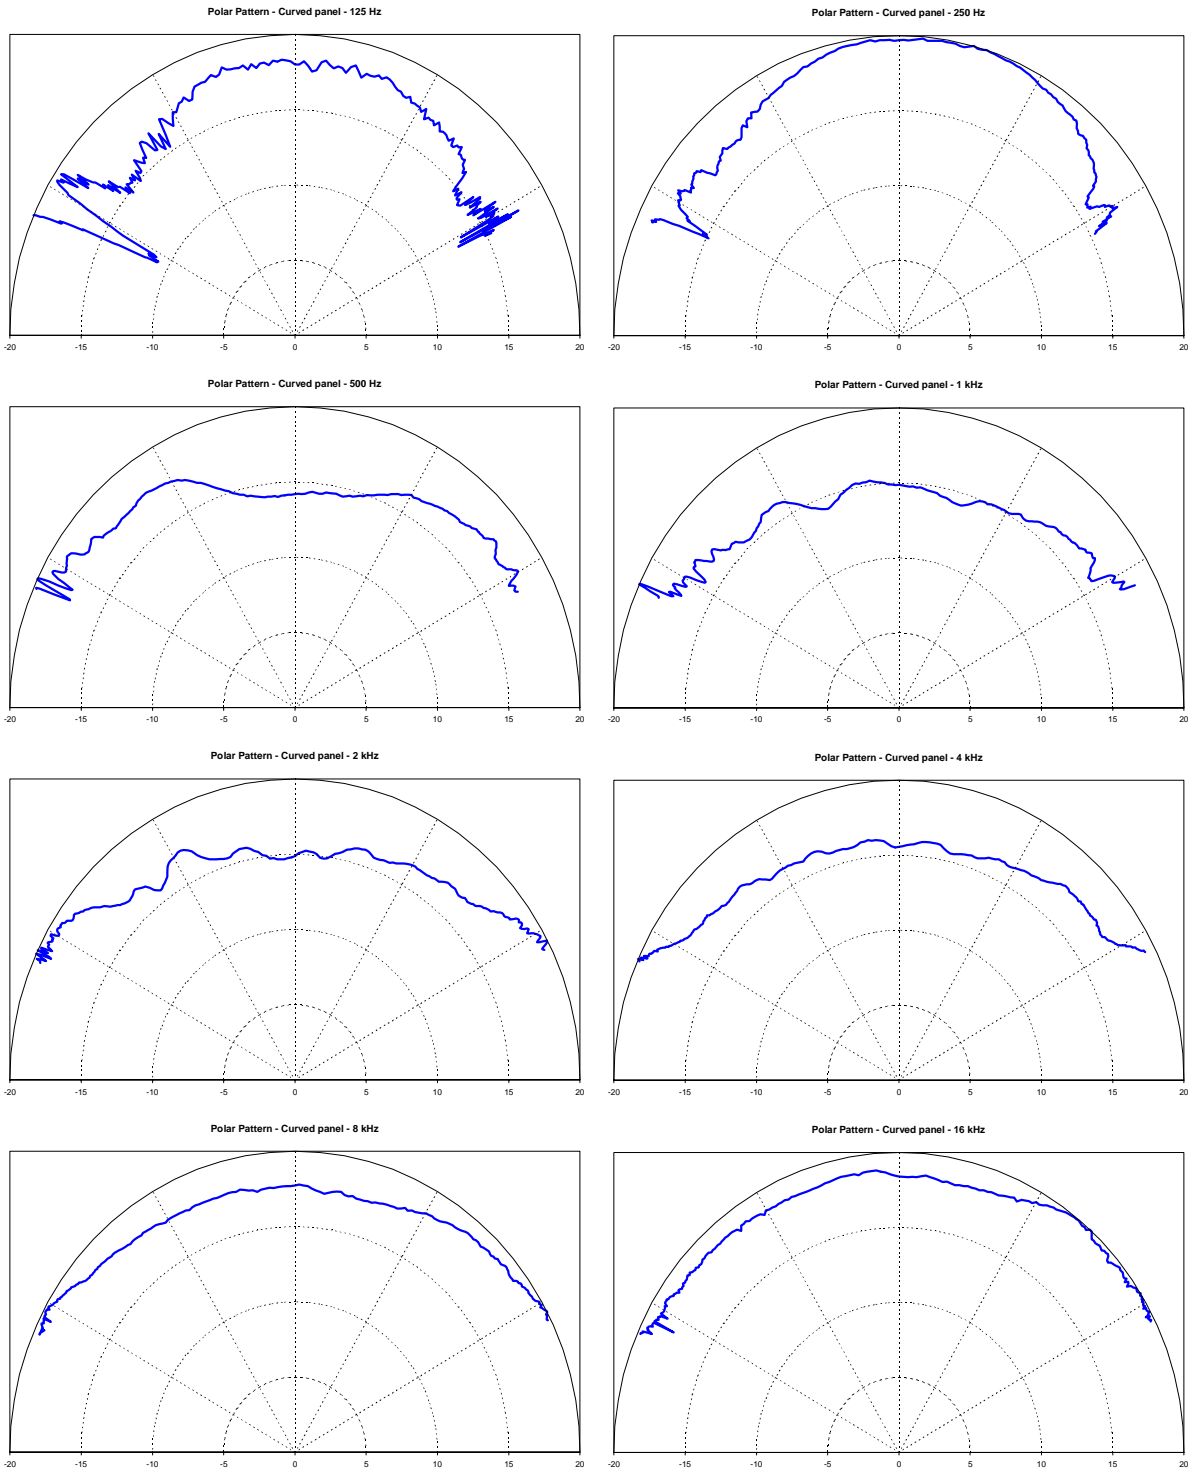 Polar Pattern - Curved panel - 125 Hz
Polar Pattern - Curved panel - 250 Hz
-20 -15 -10 -5 0 5 10 15 20
-20 -15 -10 -5 0 5 10 15 20
Polar Pattern - Curved panel - 500 Hz
Polar Pattern - Curved panel - 1 kHz
-20 -15 -10 -5 0 5 10 15 20
-20 -15 -10 -5 0 5 10 15 20
Polar Pattern - Curved panel - 2 kHz
Polar Pattern - Curved panel - 4 kHz
-20 -15 -10 -5 0 5 10 15 20
-20 -15 -10 -5 0 5 10 15 20
Polar Pattern - Curved panel - 8 kHz
Polar Pattern - Curved panel - 16 kHz
-20 -15 -10 -5 0 5 10 15 20
-20 -15 -10 -5 0 5 10 15 20